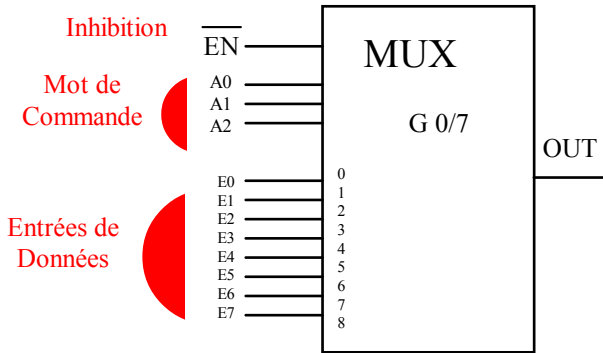 Inhibition
EN
MUX
Mot de
Commande
A0
A1
A2
G 0/7
OUT
Entrées de
Données
E0
E1
E2
E3
E4
E5
E6
E7
0
1
2
3
4
5
6
7
8